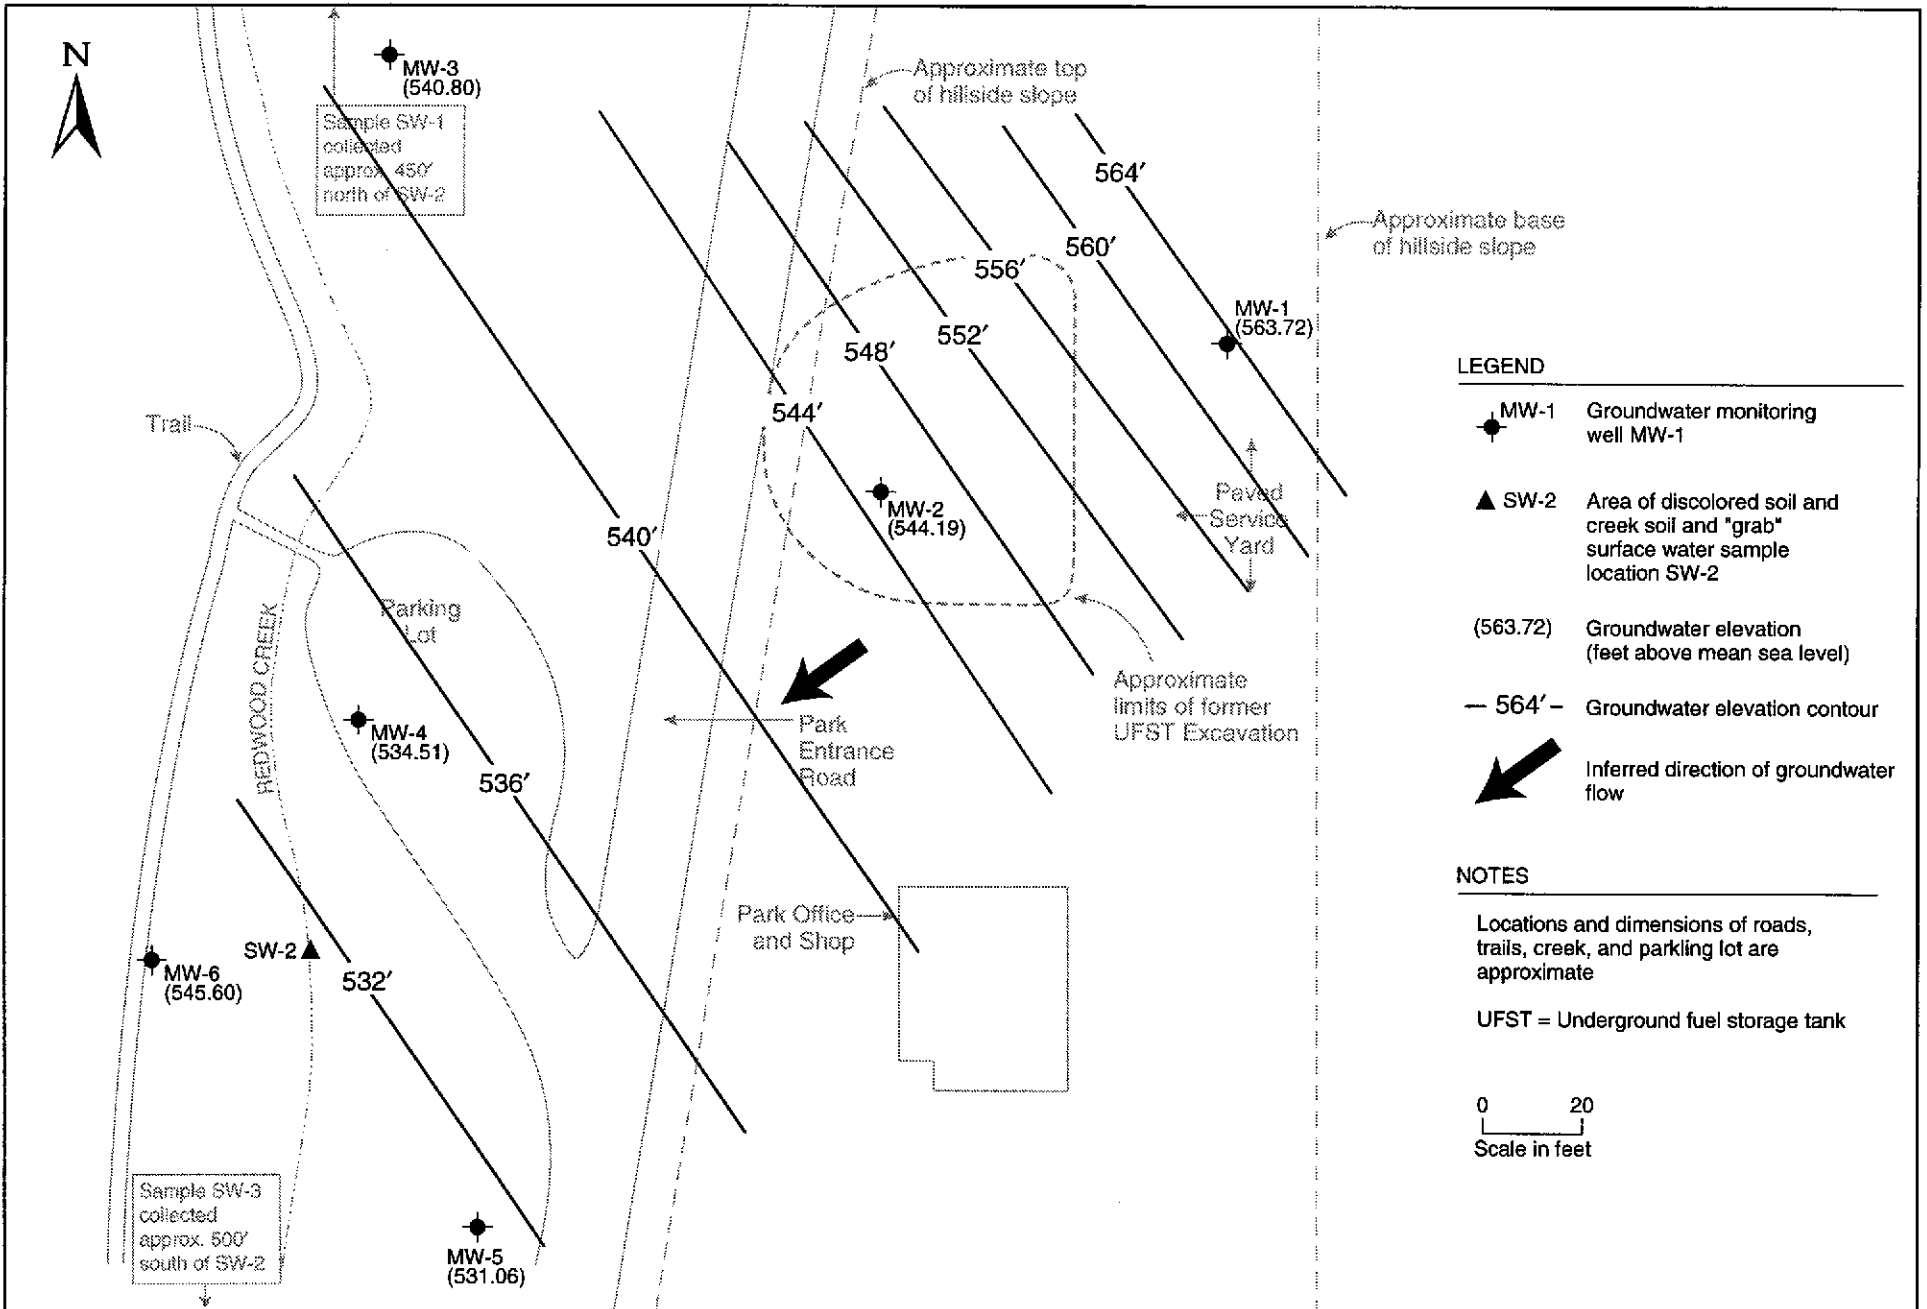 N
MW-3
(540.80)
Sample SW-1
collected
approx. 450'
north of SW-2
Approximate top
of hillside slope
564'
560'
556'
552'
548'
544'
540'
536'
532'
Approximate base
of hillside slope
MW-1
(563.72)
Trail
MW-2
(544.19)
Paved
Service
Yard
Parking
Lot
REDWOOD CREEK
MW-4
(534.51)
Approximate
limits of former
UFST Excavation
Park
Entrance
Road
Park Office
and Shop
SW-2
MW-6
(545.60)
Sample SW-3
collected
approx. 500'
south of SW-2
MW-5
(531.06)
LEGEND
MW-1 Groundwater monitoring
well MW-1
SW-2 Area of discolored soil and
creek soil and "grab"
surface water sample
location SW-2
(563.72) Groundwater elevation
(feet above mean sea level)
— 564' – Groundwater elevation contour
Inferred direction of groundwater
flow
NOTES
Locations and dimensions of roads,
trails, creek, and parkling lot are
approximate
UFST = Underground fuel storage tank
0 20
Scale in feet